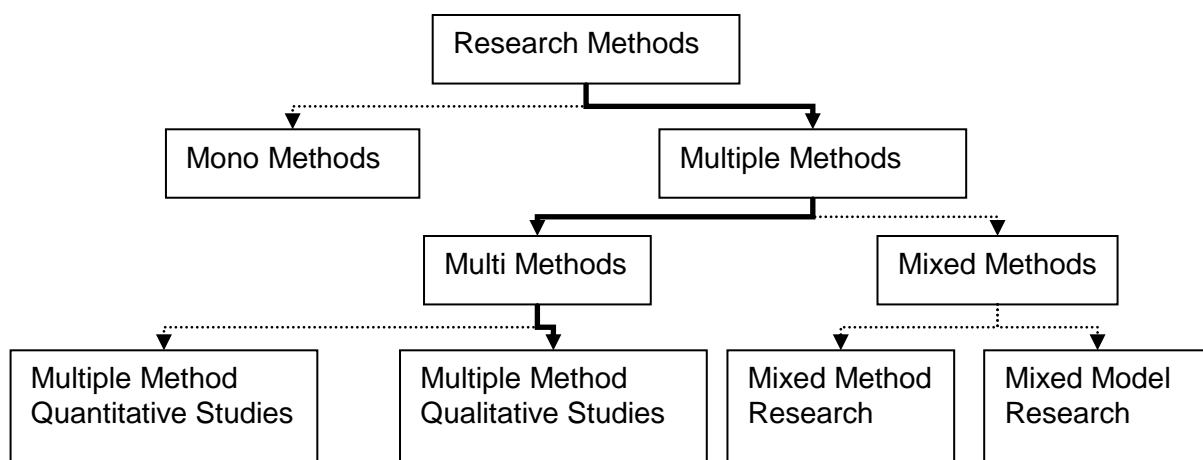 Research Methods
Mono Methods
Multiple Methods
Multi Methods
Mixed Methods
Multiple Method
Quantitative Studies
Multiple Method
Qualitative Studies
Mixed Method
Research
Mixed Model
Research